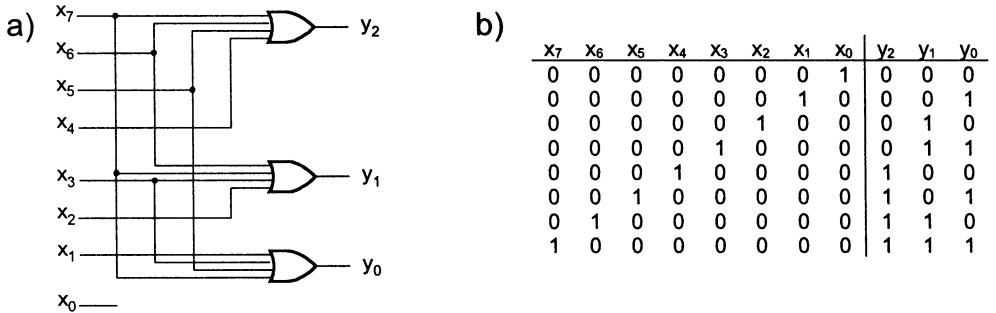 a)
x₇
x₆
x₅
x₄
x₃
x₂
x₁
x₀
y₂
y₁
y₀
b)
x₇ x₆ x₅ x₄ x₃ x₂ x₁ x₀ y₂ y₁ y₀
0 0 0 0 0 0 0 1 0 0 0
0 0 0 0 0 0 1 0 0 0 1
0 0 0 0 0 1 0 0 0 1 0
0 0 0 0 1 0 0 0 0 1 1
0 0 0 1 0 0 0 0 1 0 0
0 0 1 0 0 0 0 0 1 0 1
0 1 0 0 0 0 0 0 1 1 0
1 0 0 0 0 0 0 0 1 1 1